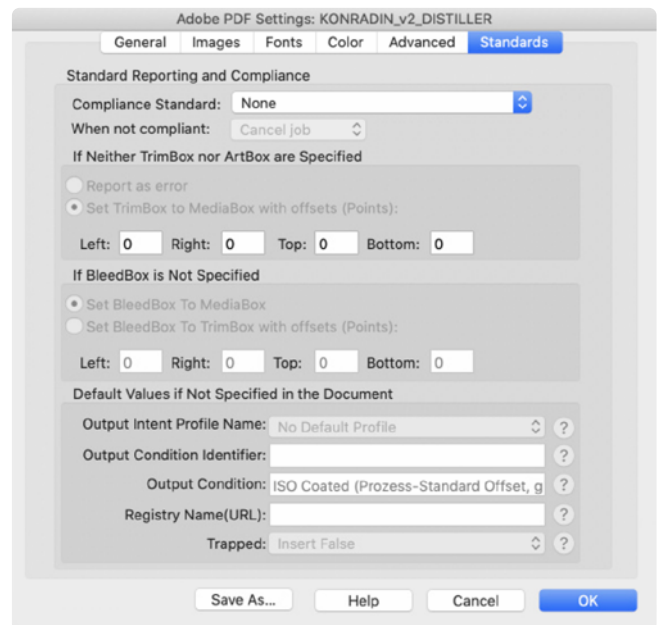 Adobe PDF Settings: KONRADIN_v2_DISTILLER
General Images Fonts Color Advanced Standards
Standard Reporting and Compliance
Compliance Standard: None
When not compliant: Cancel job
If Neither TrimBox nor ArtBox are Specified
Report as error
Set TrimBox to MediaBox with offsets (Points):
Left: 0 Right: 0 Top: 0 Bottom: 0
If BleedBox is Not Specified
Set BleedBox To MediaBox
Set BleedBox To TrimBox with offsets (Points):
Left: 0 Right: 0 Top: 0 Bottom: 0
Default Values if Not Specified in the Document
Output Intent Profile Name: No Default Profile ?
Output Condition Identifier: ?
Output Condition: ISO Coated (Prozess-Standard Offset, g ?
Registry Name(URL): ?
Trapped: Insert False ?
Save As... Help Cancel OK